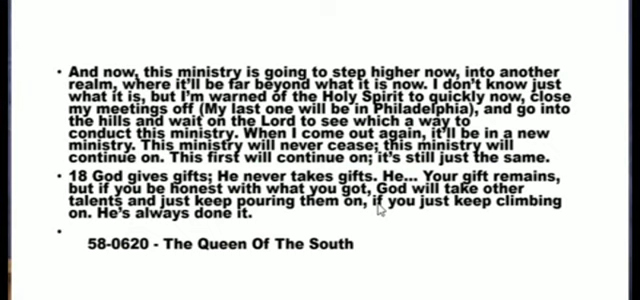 • And now, this ministry is going to step higher now, into another
realm, where it'll be far beyond what it is now. I don't know just
what it is, but I'm warned of the Holy Spirit to quickly now, close
my meetings off (My last one will be in Philadelphia), and go into
the hills and wait on the Lord to see which a way to
conduct this ministry. When I come out again, it'll be in a new
ministry. This ministry will never cease; this ministry will
continue on. This first will continue on; it's still just the same.
• 18 God gives gifts; He never takes gifts. He... Your gift remains,
but if you be honest with what you got, God will take other
talents and just keep pouring them on, if you just keep climbing
on. He's always done it.
•
58-0620 - The Queen Of The South